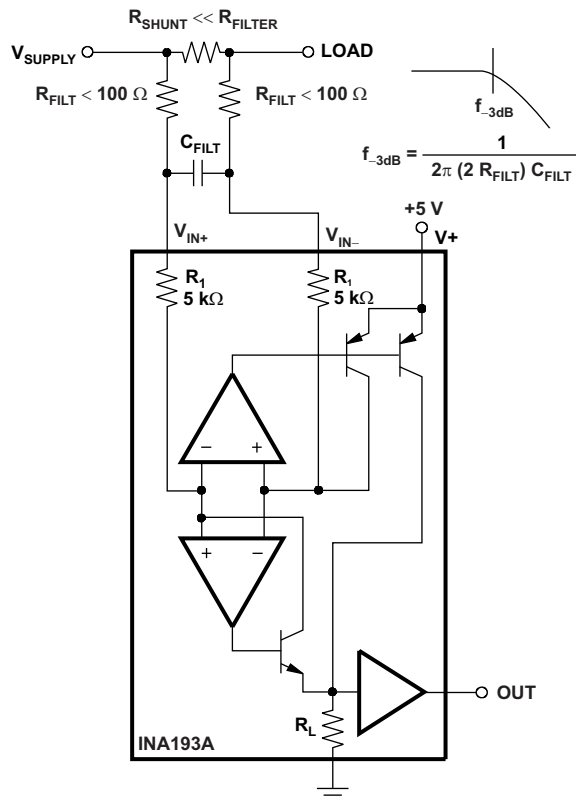 R_SHUNT << R_FILTER
V_SUPPLY
LOAD
R_FILT < 100 Ω
R_FILT < 100 Ω
C_FILT
f_–3dB
f_–3dB = 1 / 2π (2 R_FILT) C_FILT
+5 V
V+
V_IN+
V_IN–
R_1
5 kΩ
R_1
5 kΩ
– +
+ –
OUT
R_L
INA193A